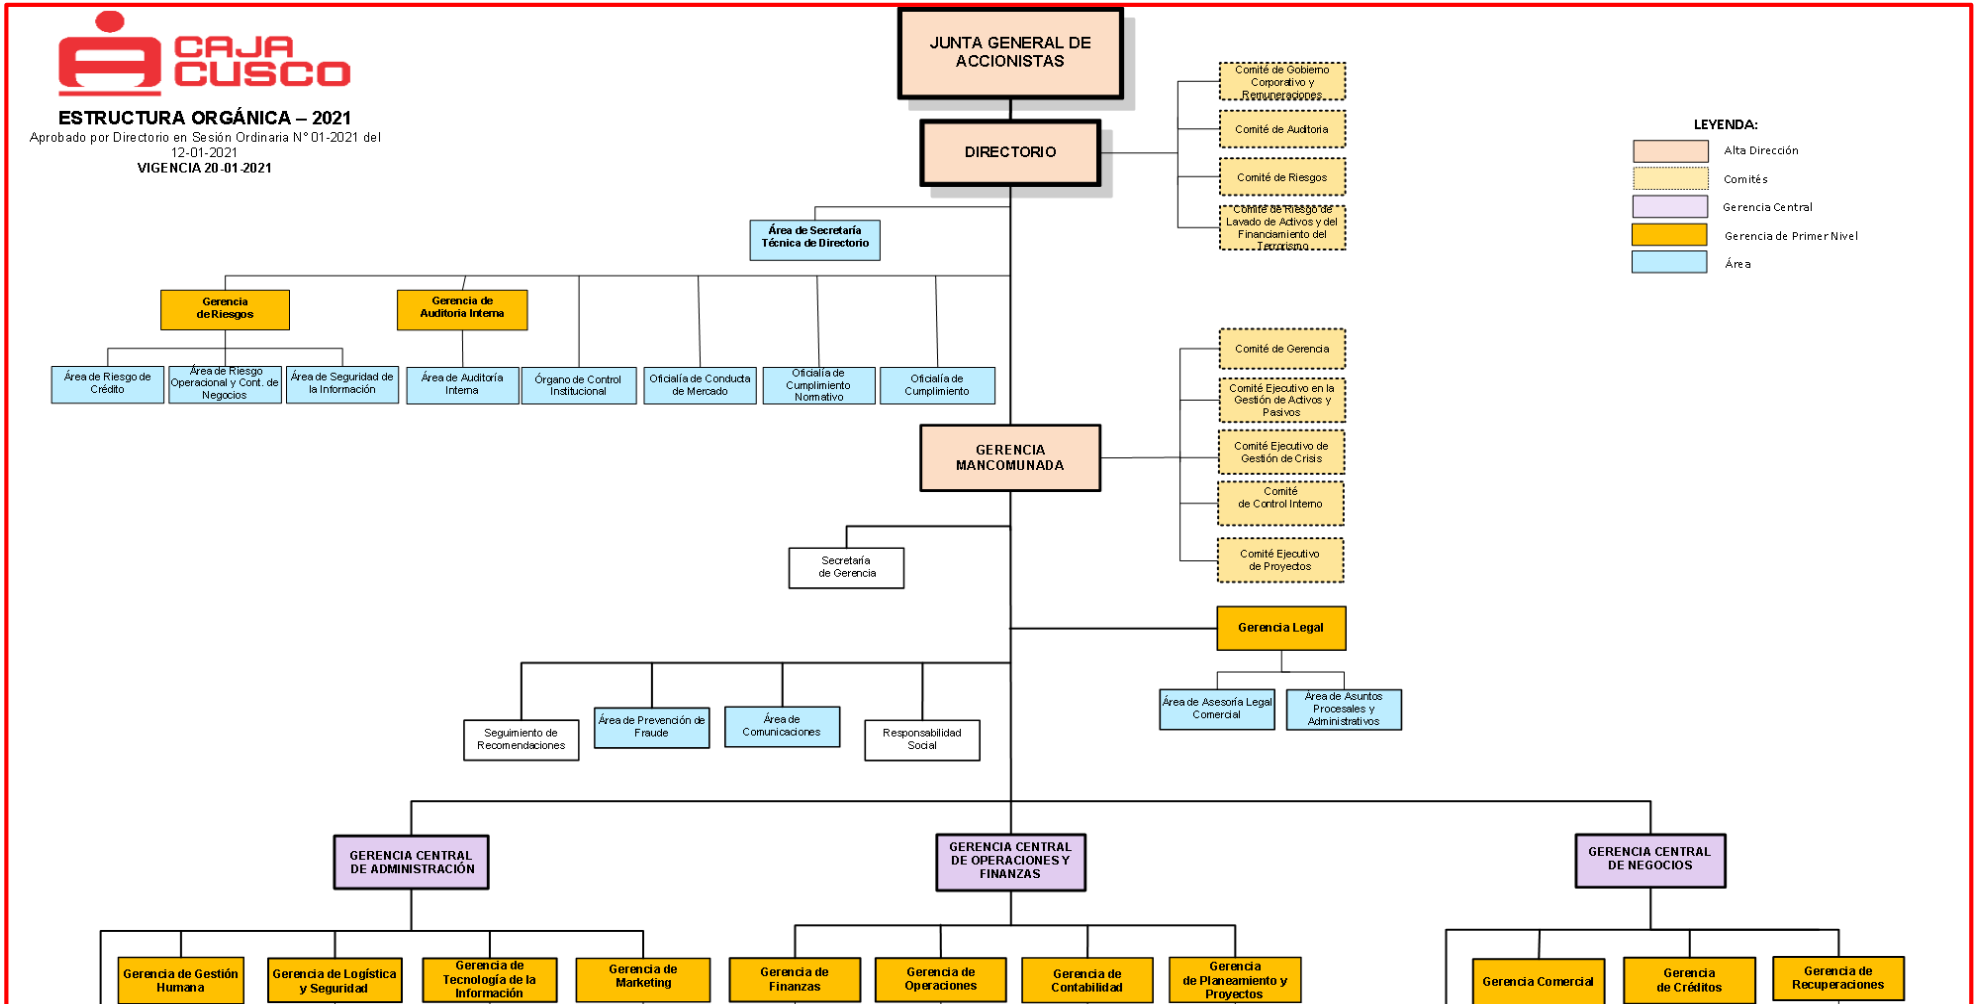 CAJA
CUSCO
ESTRUCTURA ORGÁNICA – 2021
Aprobado por Directorio en Sesión Ordinaria N° 01-2021 del
12-01-2021
VIGENCIA 20-01-2021
JUNTA GENERAL DE
ACCIONISTAS
DIRECTORIO
Comité de Gobierno
Corporativo y
Remuneraciones
Comité de Auditoria
Comité de Riesgos
Comité de Riesgo de
Lavado de Activos y del
Financiamiento del
Terrorismo
LEYENDA:
Alta Dirección
Comités
Gerencia Central
Gerencia de Primer Nivel
Área
Área de Secretaría
Técnica de Directorio
Gerencia
de Riesgos
Gerencia de
Auditoria Interna
Área de Riesgo de
Crédito
Área de Riesgo
Operacional y Cont. de
Negocios
Área de Seguridad de
la Información
Área de Auditoría
Interna
Órgano de Control
Institucional
Oficialía de Conducta
de Mercado
Oficialía de
Cumplimiento
Normativo
Oficialía de
Cumplimiento
GERENCIA
MANCOMUNADA
Comité de Gerencia
Comité Ejecutivo en la
Gestión de Activos y
Pasivos
Comité Ejecutivo de
Gestión de Crisis
Comité
de Control Interno
Comité Ejecutivo
de Proyectos
Secretaría
de Gerencia
Gerencia Legal
Área de Asesoría Legal
Comercial
Área de Asuntos
Procesales y
Administrativos
Seguimiento de
Recomendaciones
Área de Prevención de
Fraude
Área de
Comunicaciones
Responsabilidad
Social
GERENCIA CENTRAL
DE ADMINISTRACIÓN
GERENCIA CENTRAL
DE OPERACIONES Y
FINANZAS
GERENCIA CENTRAL
DE NEGOCIOS
Gerencia de Gestión
Humana
Gerencia de Logística
y Seguridad
Gerencia de
Tecnología de la
Información
Gerencia de
Marketing
Gerencia de
Finanzas
Gerencia de
Operaciones
Gerencia de
Contabilidad
Gerencia
de Planeamiento y
Proyectos
Gerencia Comercial
Gerencia
de Créditos
Gerencia de
Recuperaciones